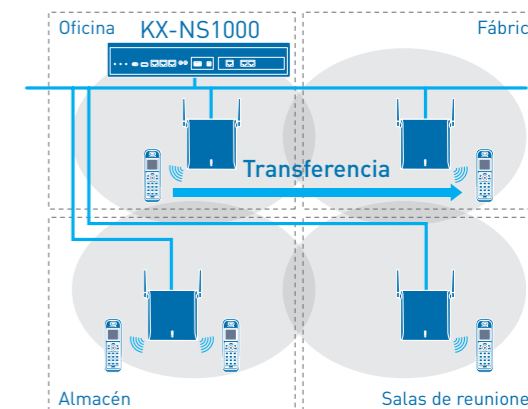 Oficina KX-NS1000 Fábric
Transferencia
Almacén Salas de reunione